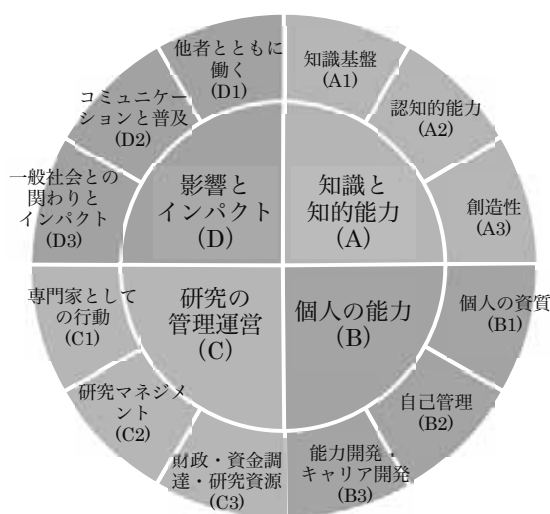 他者とともに
働く
(D1)
知識基盤
(A1)
コミュニケー
ションと普及
(D2)
認知的能力
(A2)
一般社会との
関わりと
インパクト
(D3)
影響と
インパクト
(D)
知識と
知的能力
(A)
創造性
(A3)
専門家として
の行動
(C1)
研究の
管理運営
(C)
個人の能力
(B)
個人の資質
(B1)
研究マネジメ
ント
(C2)
自己管理
(B2)
財政・資金調
達・研究資源
(C3)
能力開発・
キャリア開発
(B3)